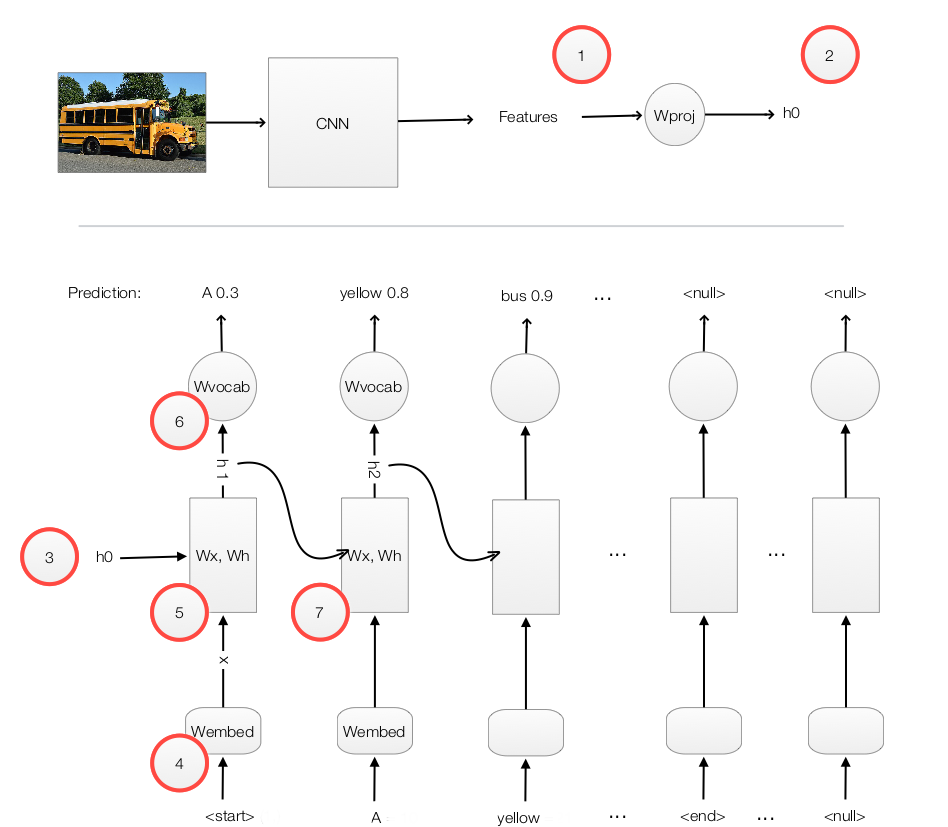 1
2
CNN
Features
Wproj
h0
Prediction:
A 0.3
yellow 0.8
bus 0.9
...
<null>
<null>
Wvocab
Wvocab
6
h 1
h2
3
h0
Wx, Wh
Wx, Wh
...
...
5
7
x
Wembed
Wembed
4
<start>
A
yellow
...
<end>
...
<null>